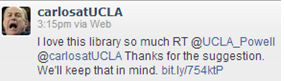 carlosatUCLA
3:15pm via Web
I love this library so much RT @UCLA_Powell
@carlosatUCLA Thanks for the suggestion.
We'll keep that in mind. bit.ly/754ktP